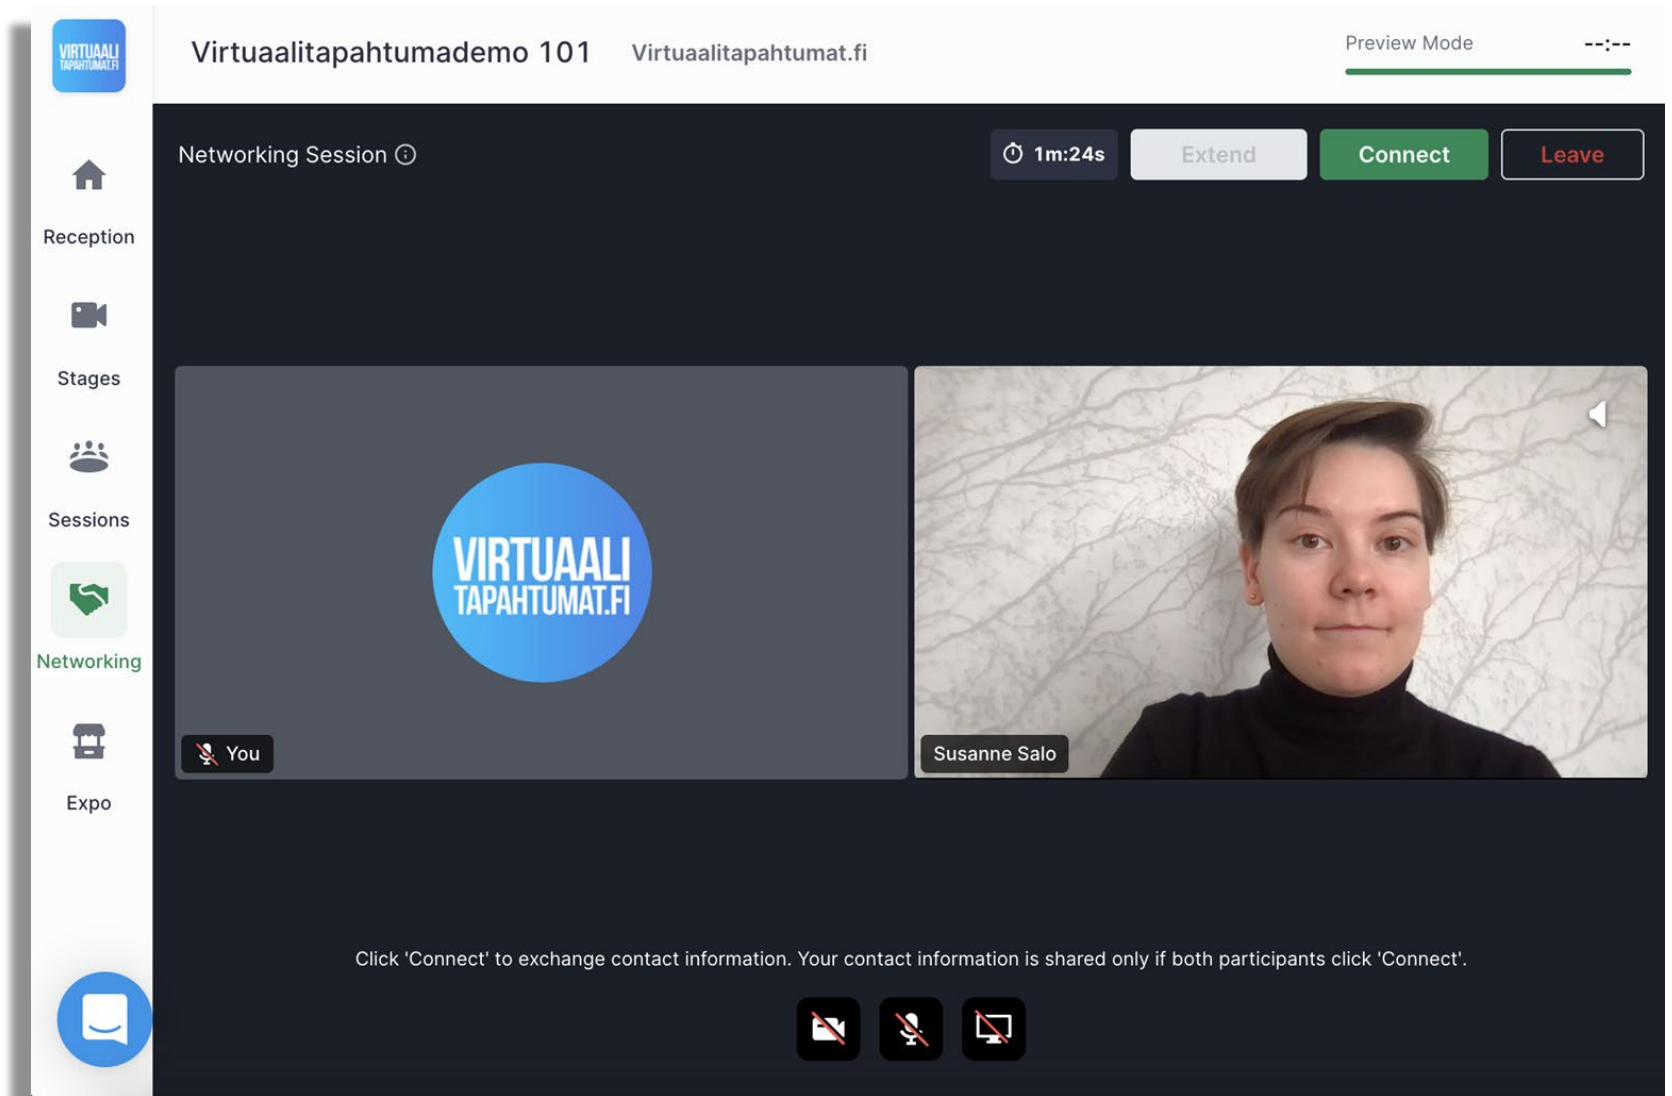 VIRTUAALI
TAPAHTUMAT.FI
Virtuaalitapahtumademo 101 Virtuaalitapahtumat.fi
Preview Mode --:--
Networking Session
1m:24s Extend Connect Leave
Reception
Stages
Sessions
Networking
Expo
VIRTUAALI
TAPAHTUMAT.FI
You
Susanne Salo
Click 'Connect' to exchange contact information. Your contact information is shared only if both participants click 'Connect'.